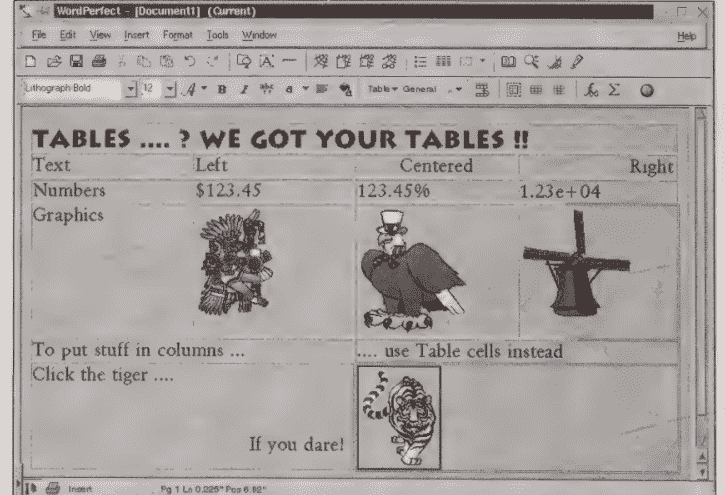 WordPerfect - [Document1] (Current)
File Edit View Insert Format Tools Window Help
Lithograph Bold 12 A B I abc a Table General
TABLES .... ? WE GOT YOUR TABLES !!
Text Left Centered Right
Numbers $123.45 123.45% 1.23e+04
Graphics
To put stuff in columns ... .... use Table cells instead
Click the tiger ....
If you dare!
Insert Pg 1 Ln 0.225" Pos 6.82"